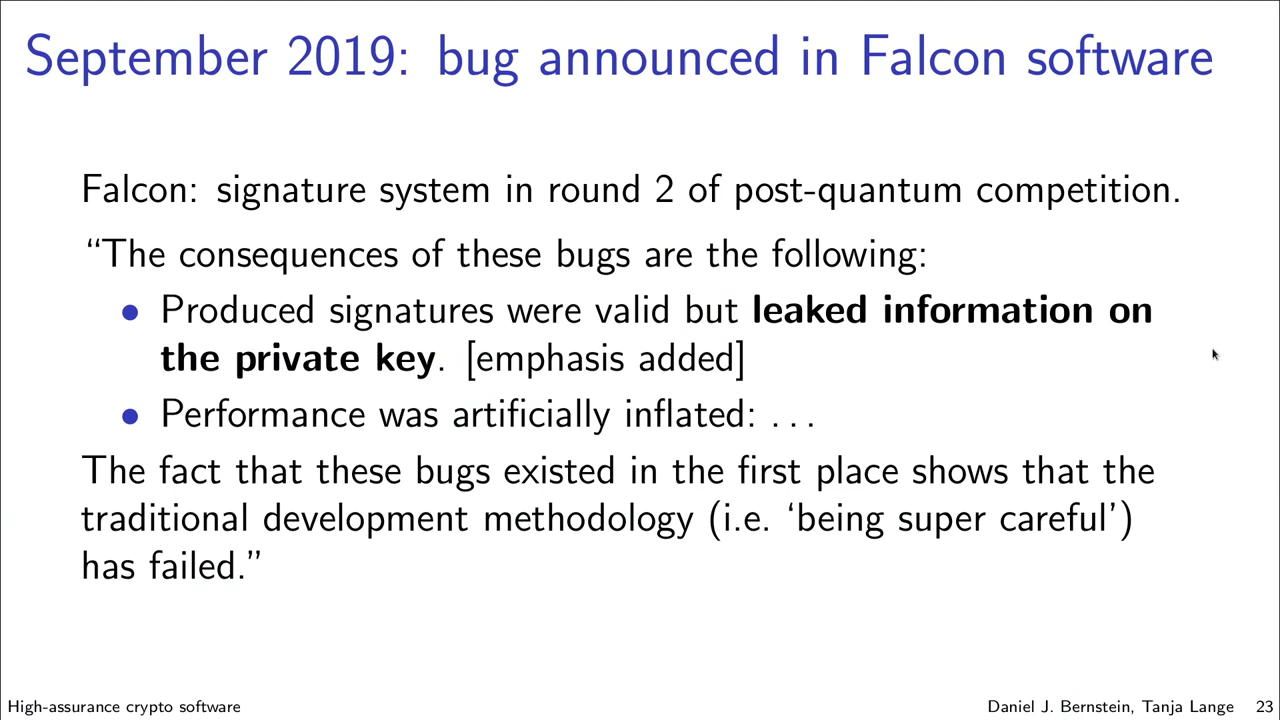 September 2019: bug announced in Falcon software
Falcon: signature system in round 2 of post-quantum competition.
“The consequences of these bugs are the following:
• Produced signatures were valid but leaked information on
the private key. [emphasis added]
• Performance was artificially inflated: . . .
The fact that these bugs existed in the first place shows that the
traditional development methodology (i.e. ‘being super careful’)
has failed.”
High-assurance crypto software
Daniel J. Bernstein, Tanja Lange 23